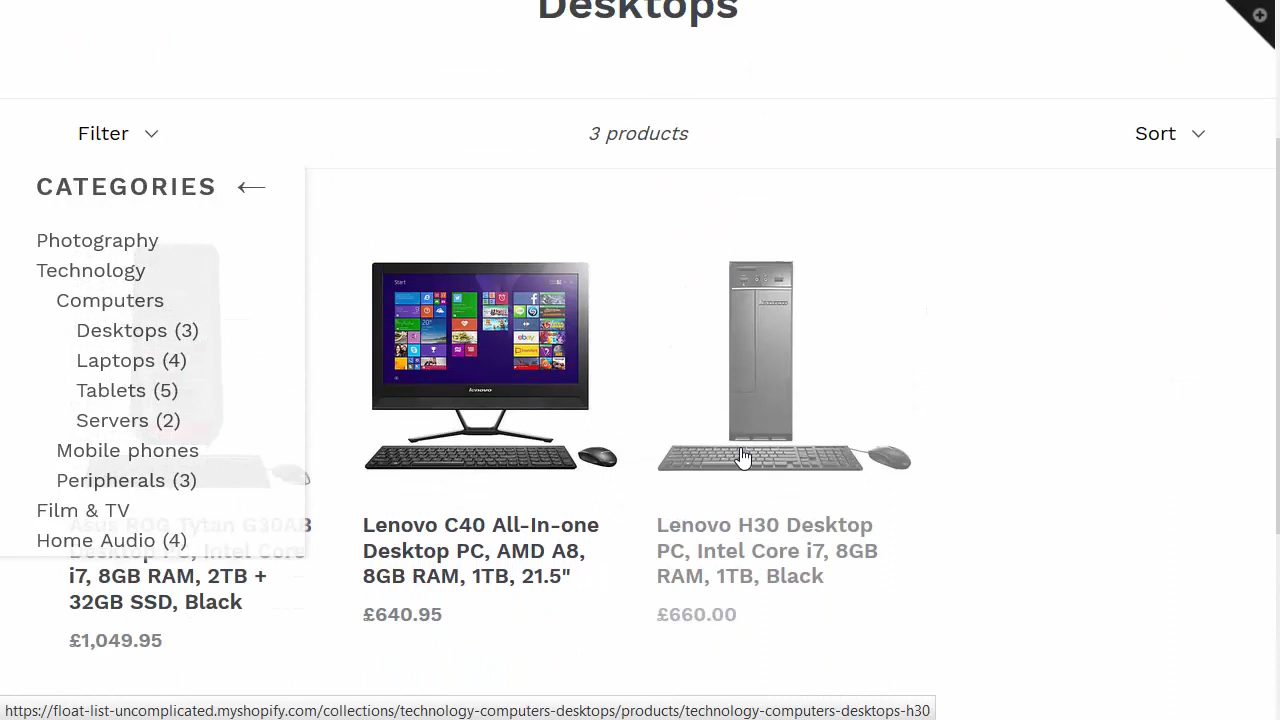 Desktops
Filter
3 products
Sort
CATEGORIES ←
Photography
Technology
Computers
Desktops (3)
Laptops (4)
Tablets (5)
Servers (2)
Mobile phones
Peripherals (3)
Film & TV
Home Audio (4)
Asus ROG Tytan G30AB
Desktop PC, Intel Core
i7, 8GB RAM, 2TB +
32GB SSD, Black
£1,049.95
Start
Lenovo C40 All-In-one
Desktop PC, AMD A8,
8GB RAM, 1TB, 21.5"
£640.95
Lenovo H30 Desktop
PC, Intel Core i7, 8GB
RAM, 1TB, Black
£660.00
https://float-list-uncomplicated.myshopify.com/collections/technology-computers-desktops/products/technology-computers-desktops-h30